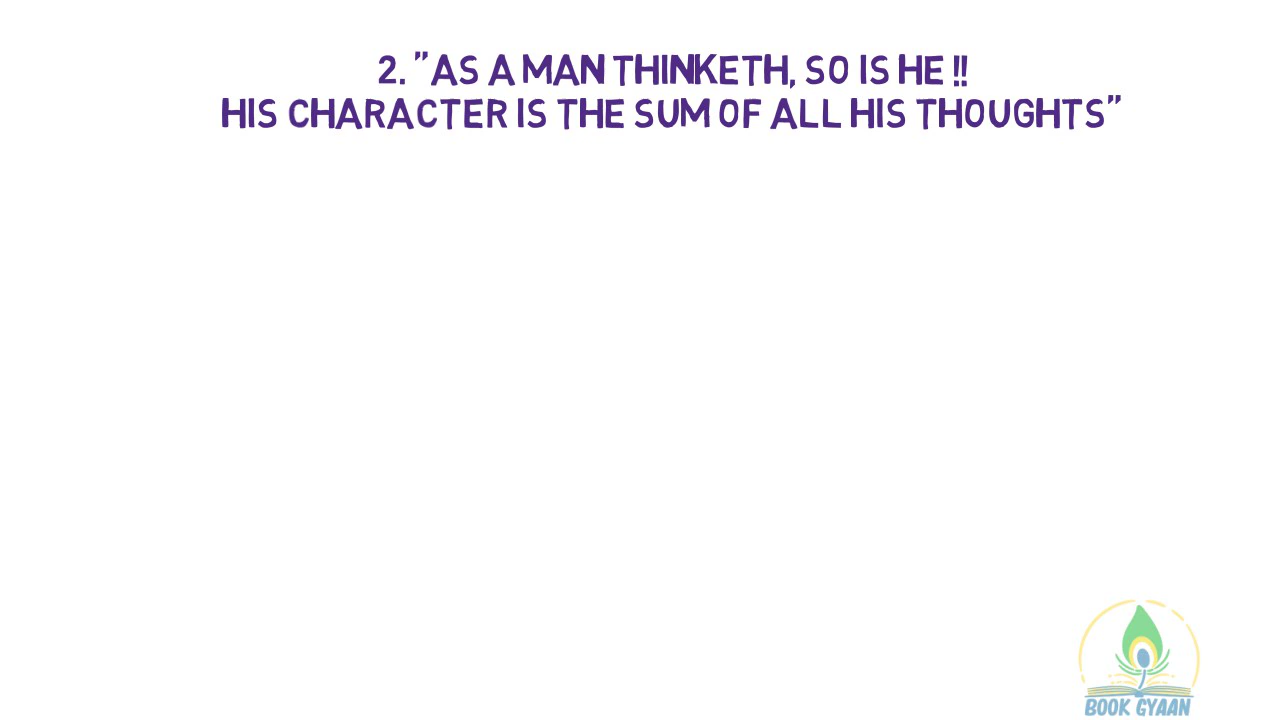 2. "AS A MAN THINKETH, SO IS HE !!
HIS CHARACTER IS THE SUM OF ALL HIS THOUGHTS"
BOOK GYAAN